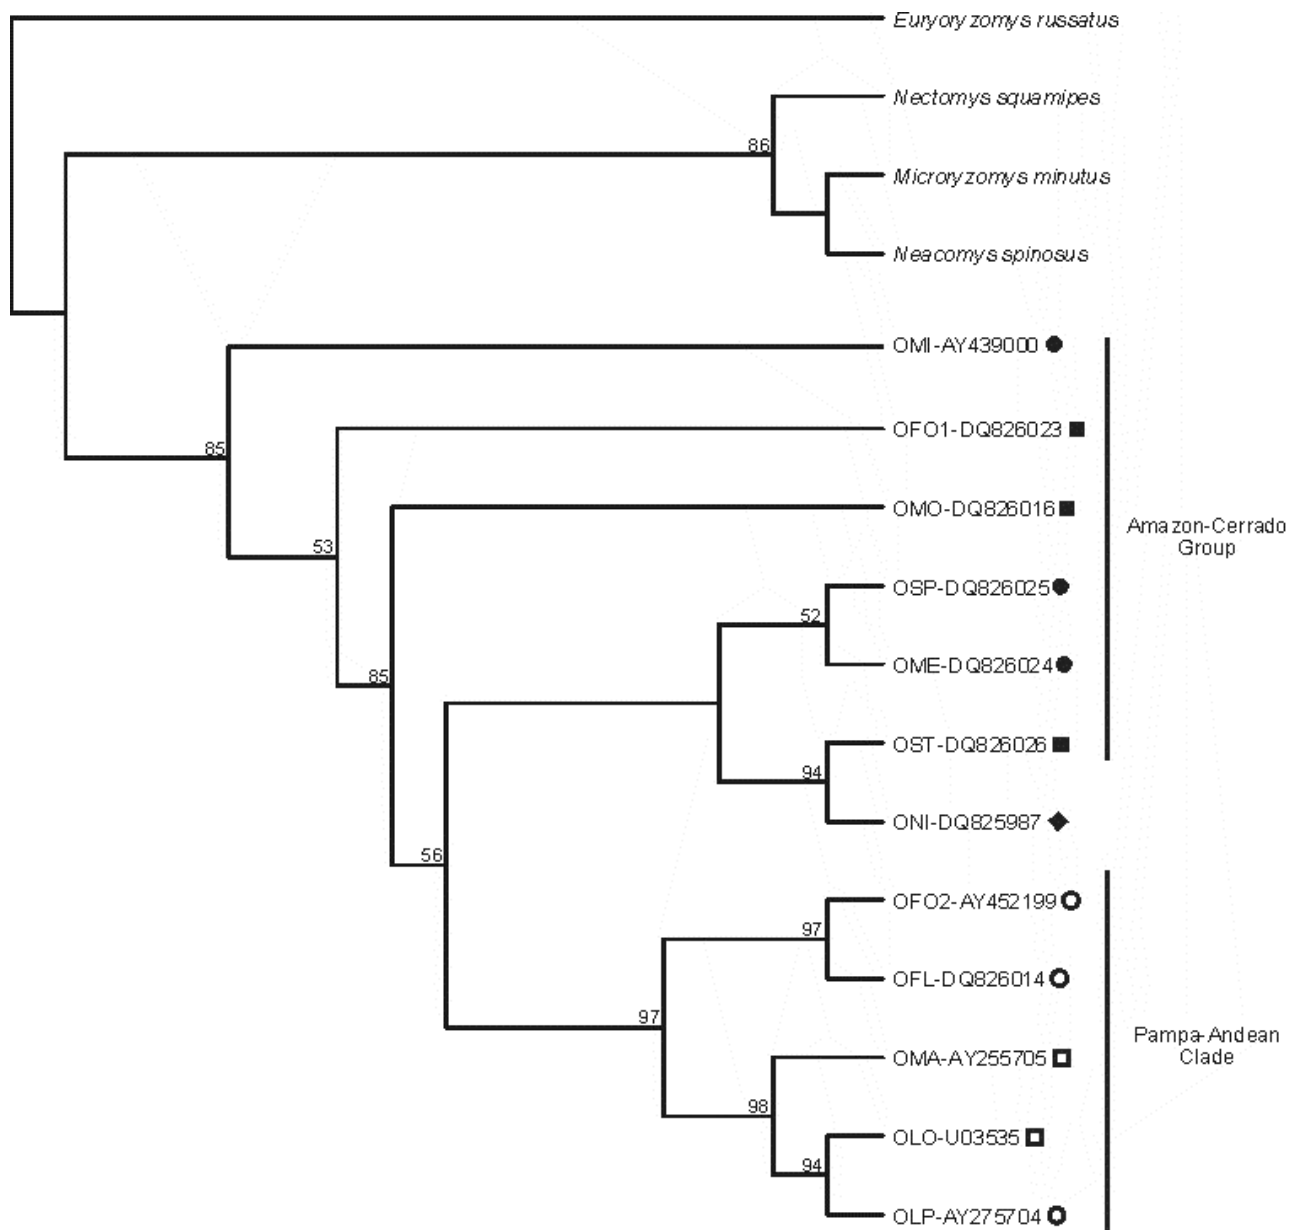 Euryoryzomys russatus
Nectomys squamipes
86
Microryzomys minutus
Neacomys spinosus
OMI-AY439000
OFO1-DQ826023
85
OMO-DQ826016
Amazon-Cerrado
Group
53
OSP-DQ826025
52
OME-DQ826024
85
OST-DQ826026
94
ONI-DQ825987
56
OFO2-AY452199
97
OFL-DQ826014
97
Pampa-Andean
Clade
OMA-AY255705
98
OLO-U03535
94
OLP-AY275704